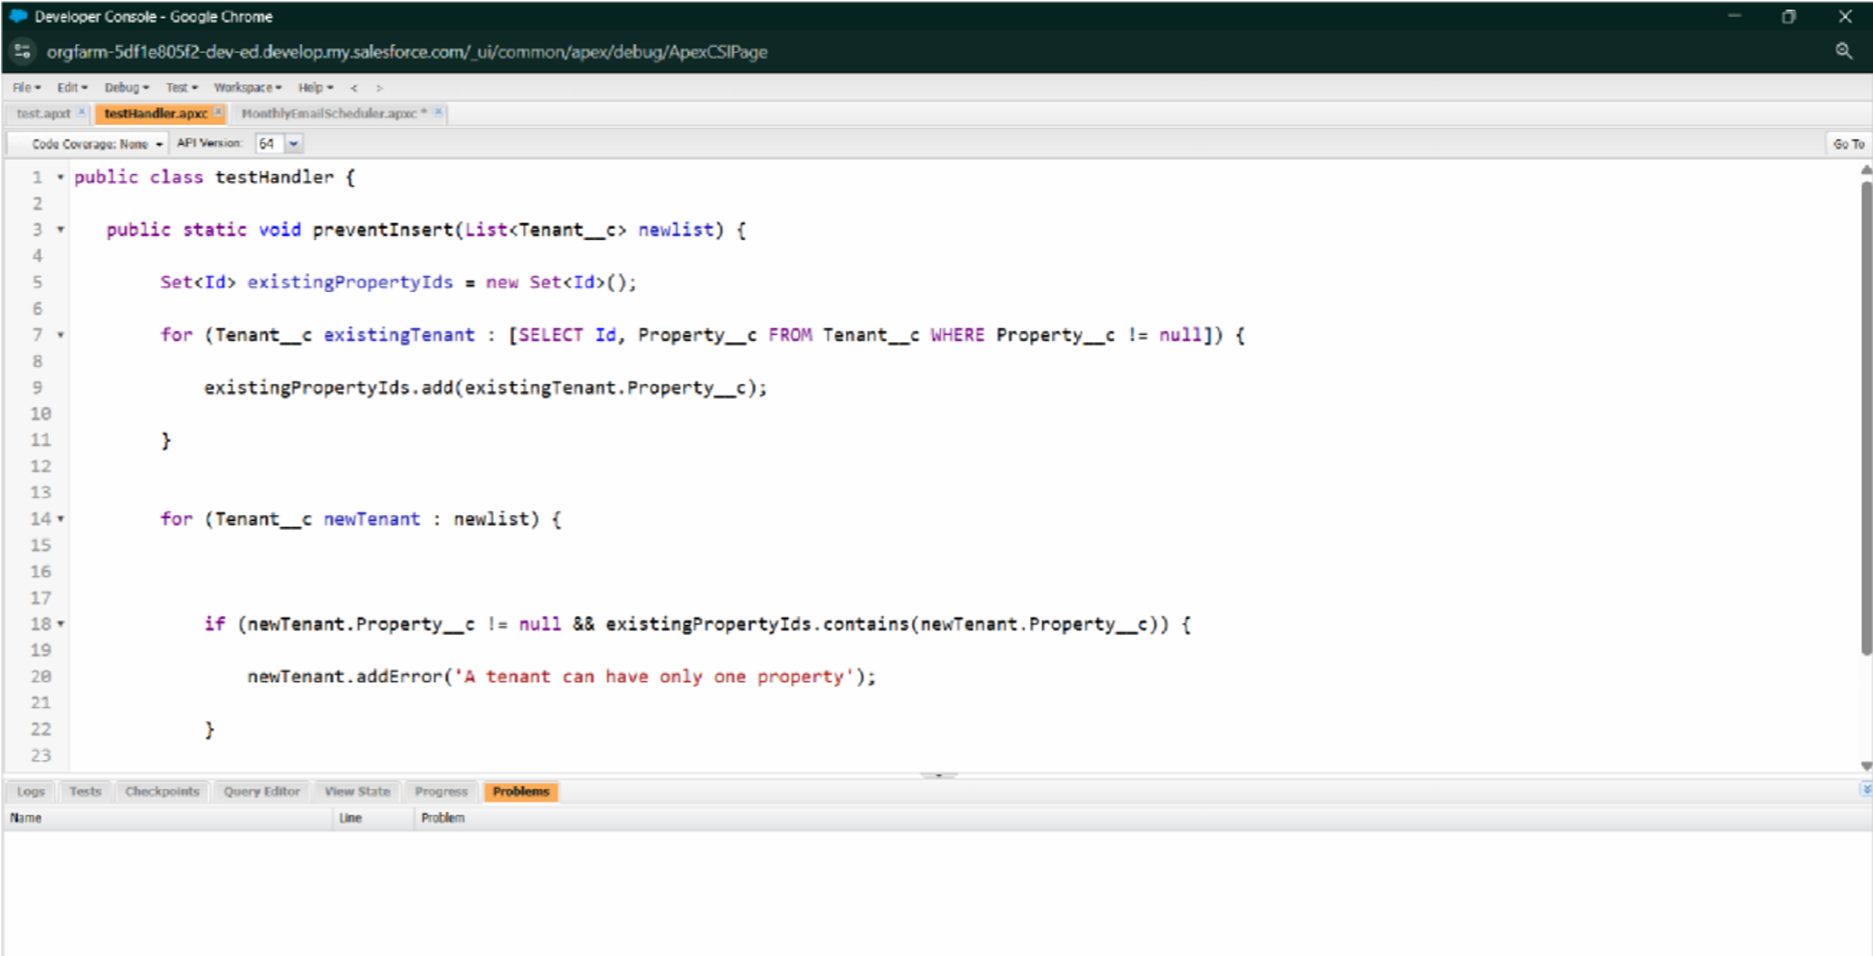 Developer Console - Google Chrome
orgfarm-5df1e805f2-dev-ed.develop.my.salesforce.com/_ui/common/apex/debug/ApexCSIPage
File Edit Debug Test Workspace Help < >
test.apxt testHandler.apxc MonthlyEmailScheduler.apxc *
Code Coverage: None API Version: 64 Go To
1 public class testHandler {
2
3 public static void preventInsert(List<Tenant__c> newlist) {
4
5 Set<Id> existingPropertyIds = new Set<Id>();
6
7 for (Tenant__c existingTenant : [SELECT Id, Property__c FROM Tenant__c WHERE Property__c != null]) {
8
9 existingPropertyIds.add(existingTenant.Property__c);
10
11 }
12
13
14 for (Tenant__c newTenant : newlist) {
15
16
17
18 if (newTenant.Property__c != null && existingPropertyIds.contains(newTenant.Property__c)) {
19
20 newTenant.addError('A tenant can have only one property');
21
22 }
23
Logs Tests Checkpoints Query Editor View State Progress Problems
Name Line Problem